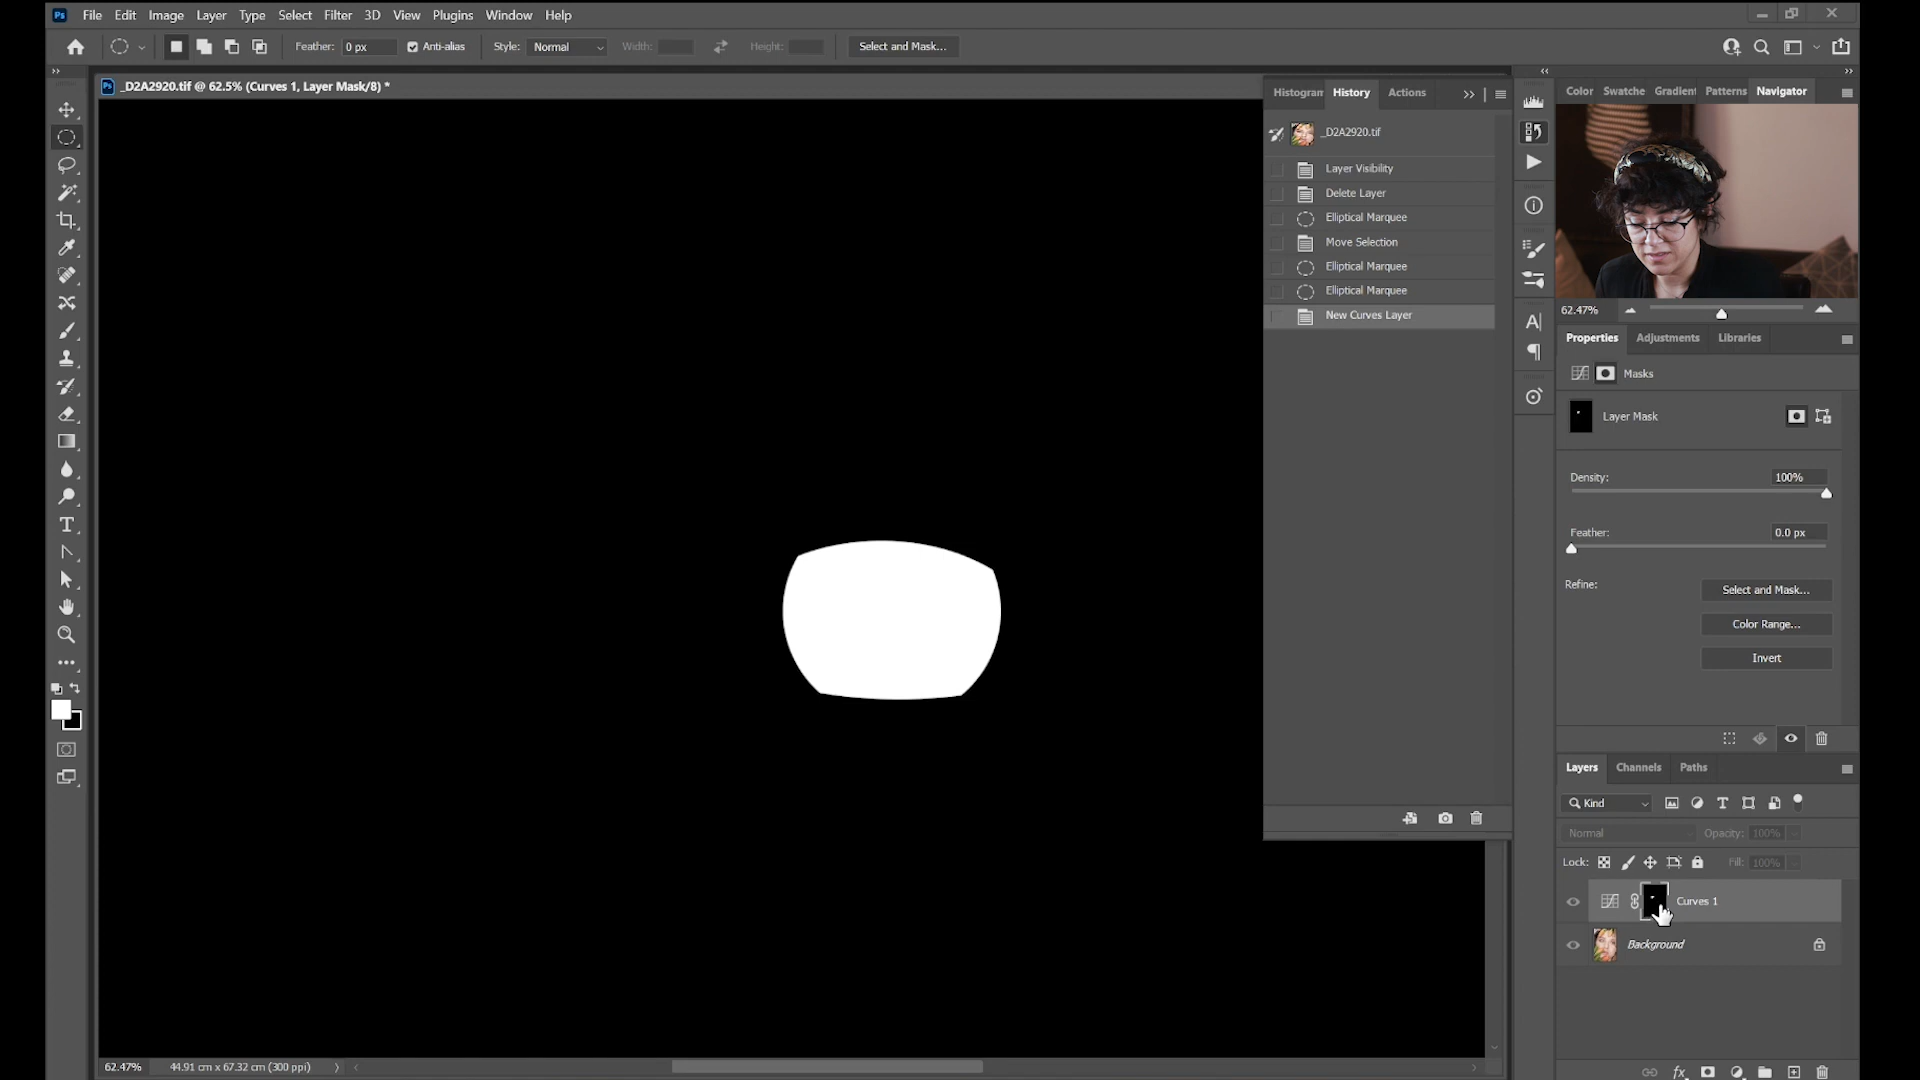 Ps File Edit Image Layer Type Select Filter 3D View Plugins Window Help
Feather: 0 px Anti-alias Style: Normal Width: Height: Select and Mask...
Ps _D2A2920.tif @ 62.5% (Curves 1, Layer Mask/8) *
Histogran History Actions
_D2A2920.tif
Layer Visibility
Delete Layer
Elliptical Marquee
Move Selection
Elliptical Marquee
Elliptical Marquee
New Curves Layer
Color Swatche Gradient Patterns Navigator
62.47%
Properties Adjustments Libraries
Masks
Layer Mask
Density: 100%
Feather: 0.0 px
Refine: Select and Mask...
Color Range...
Invert
Layers Channels Paths
Kind
Normal Opacity: 100%
Lock: Fill: 100%
Curves 1
Background
fx
62.47% 44.91 cm x 67.32 cm (300 ppi)